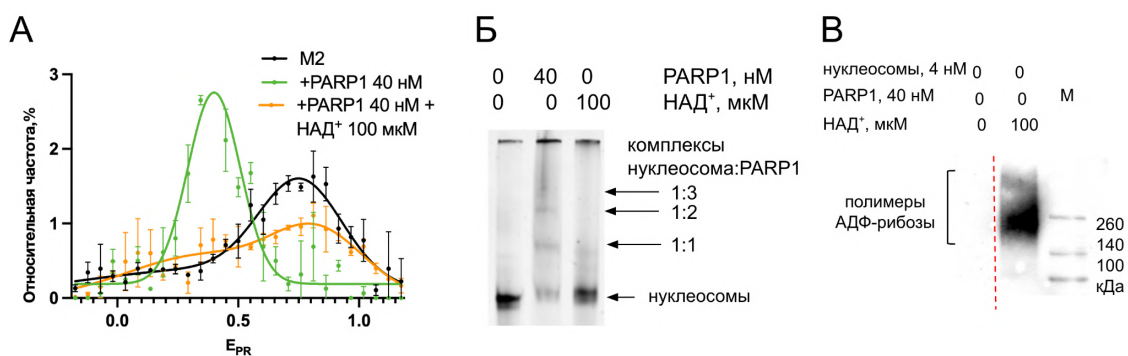 А
М2
+PARP1 40 нМ
+PARP1 40 нМ +
НАД⁺ 100 мкМ
Относительная частота,%
3
2
1
0
0.0
0.5
1.0
E_PR
Б
0 40 0 PARP1, нМ
0 0 100 НАД⁺, мкМ
комплексы
нуклеосома:PARP1
1:3
1:2
1:1
нуклеосомы
В
нуклеосомы, 4 нМ 0 0
PARP1, 40 нМ 0 0 М
НАД⁺, мкМ 0 100
полимеры
АДФ-рибозы
260
140
100
кДа